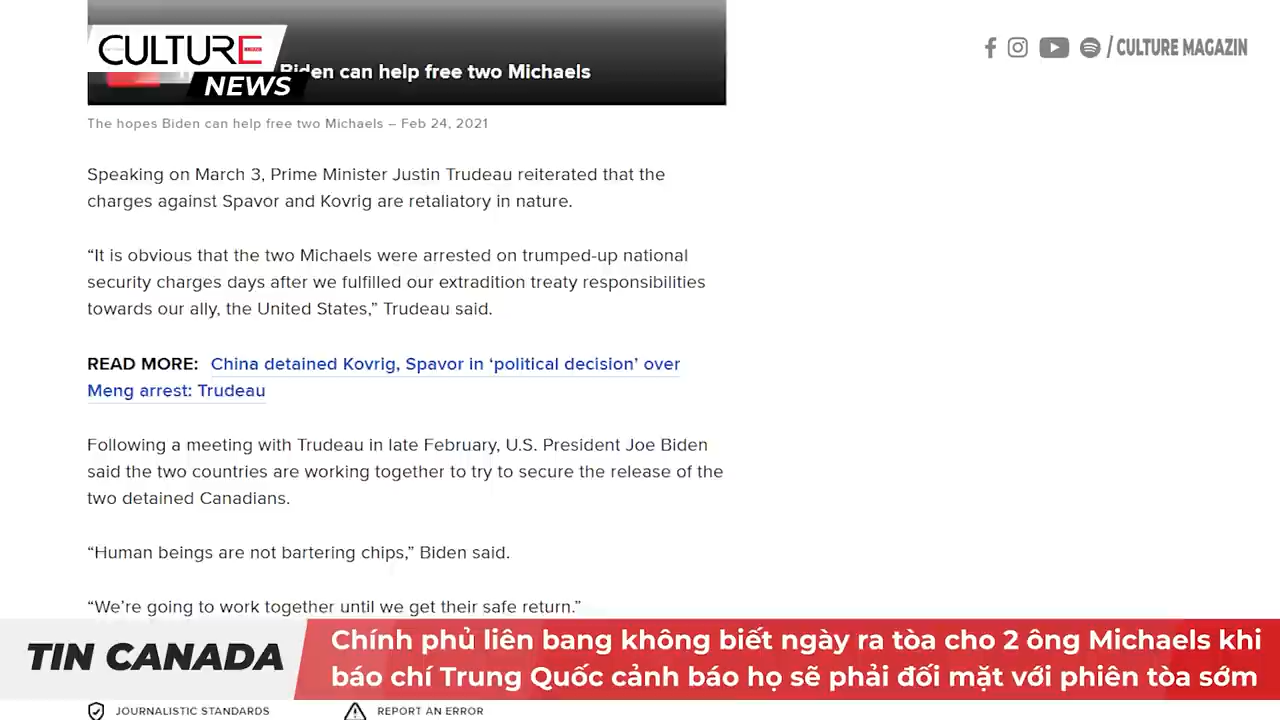 CULTURE
NEWS
/ CULTURE MAGAZIN
Biden can help free two Michaels
The hopes Biden can help free two Michaels – Feb 24, 2021
Speaking on March 3, Prime Minister Justin Trudeau reiterated that the
charges against Spavor and Kovrig are retaliatory in nature.
“It is obvious that the two Michaels were arrested on trumped-up national
security charges days after we fulfilled our extradition treaty responsibilities
towards our ally, the United States,” Trudeau said.
READ MORE: China detained Kovrig, Spavor in ‘political decision’ over
Meng arrest: Trudeau
Following a meeting with Trudeau in late February, U.S. President Joe Biden
said the two countries are working together to try to secure the release of the
two detained Canadians.
“Human beings are not bartering chips,” Biden said.
“We’re going to work together until we get their safe return.”
TIN CANADA
Chính phủ liên bang không biết ngày ra tòa cho 2 ông Michaels khi
báo chí Trung Quốc cảnh báo họ sẽ phải đối mặt với phiên tòa sớm
JOURNALISTIC STANDARDS
REPORT AN ERROR